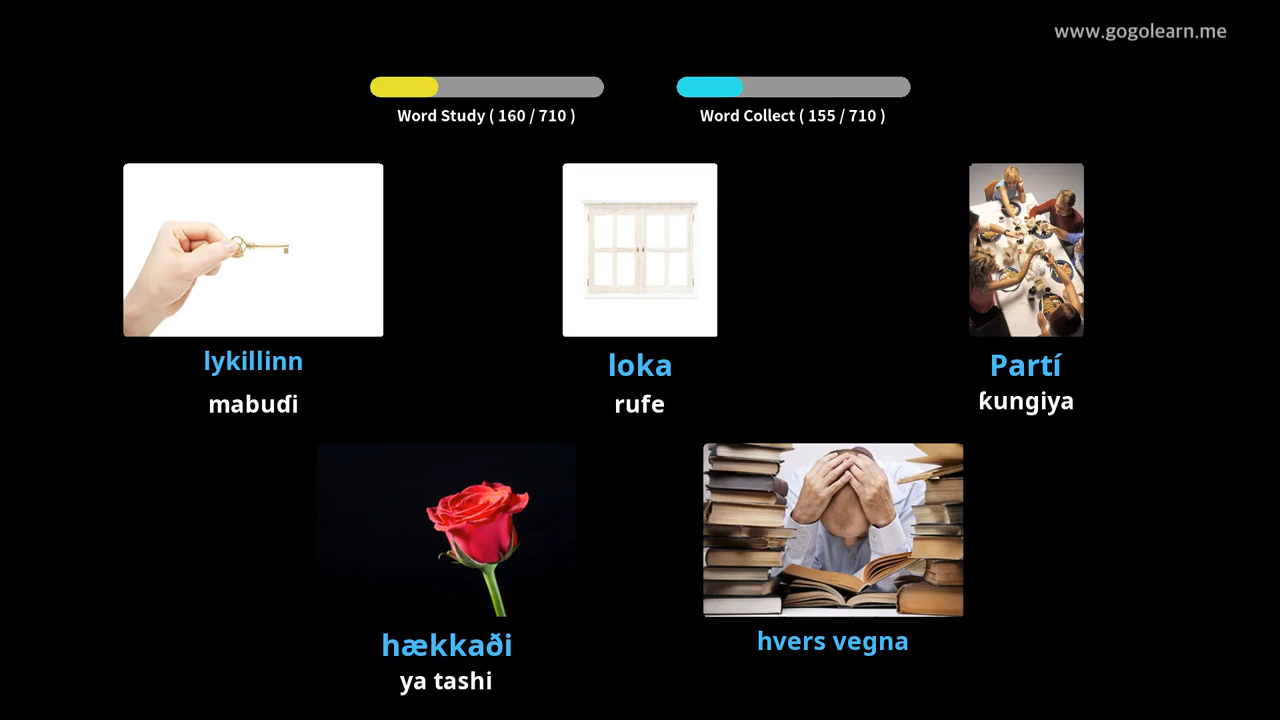 www.gogolearn.me
Word Study ( 160 / 710 )
Word Collect ( 155 / 710 )
lykillinn
mabuɗi
loka
rufe
Partí
ƙungiya
hækkaði
ya tashi
hvers vegna